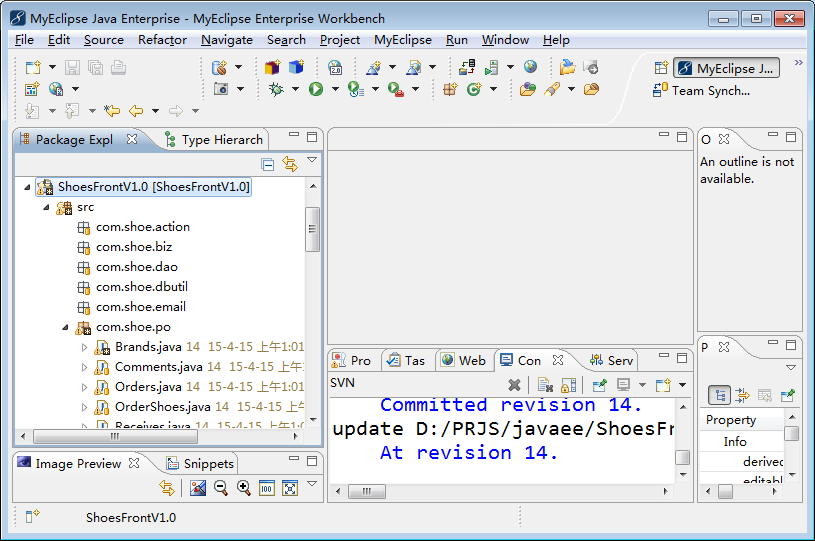 MyEclipse Java Enterprise - MyEclipse Enterprise Workbench
File Edit Source Refactor Navigate Search Project MyEclipse Run Window Help
MyEclipse J...
Team Synch...
Package Expl
Type Hierarch
ShoesFrontV1.0 [ShoesFrontV1.0]
src
com.shoe.action
com.shoe.biz
com.shoe.dao
com.shoe.dbutil
com.shoe.email
com.shoe.po
Brands.java 14 15-4-15 上午1:01
Comments.java 14 15-4-15 上午1:01
Orders.java 14 15-4-15 上午1:01
OrderShoes.java 14 15-4-15 上午1:01
Receives.java 14 15-4-15 上午1:01
Image Preview
Snippets
O
An outline is not
available.
Pro Tas Web Con Serv
SVN
Committed revision 14.
update D:/PRJS/javaee/ShoesFr
At revision 14.
P
Property
Info
derived
editabl
ShoesFrontV1.0